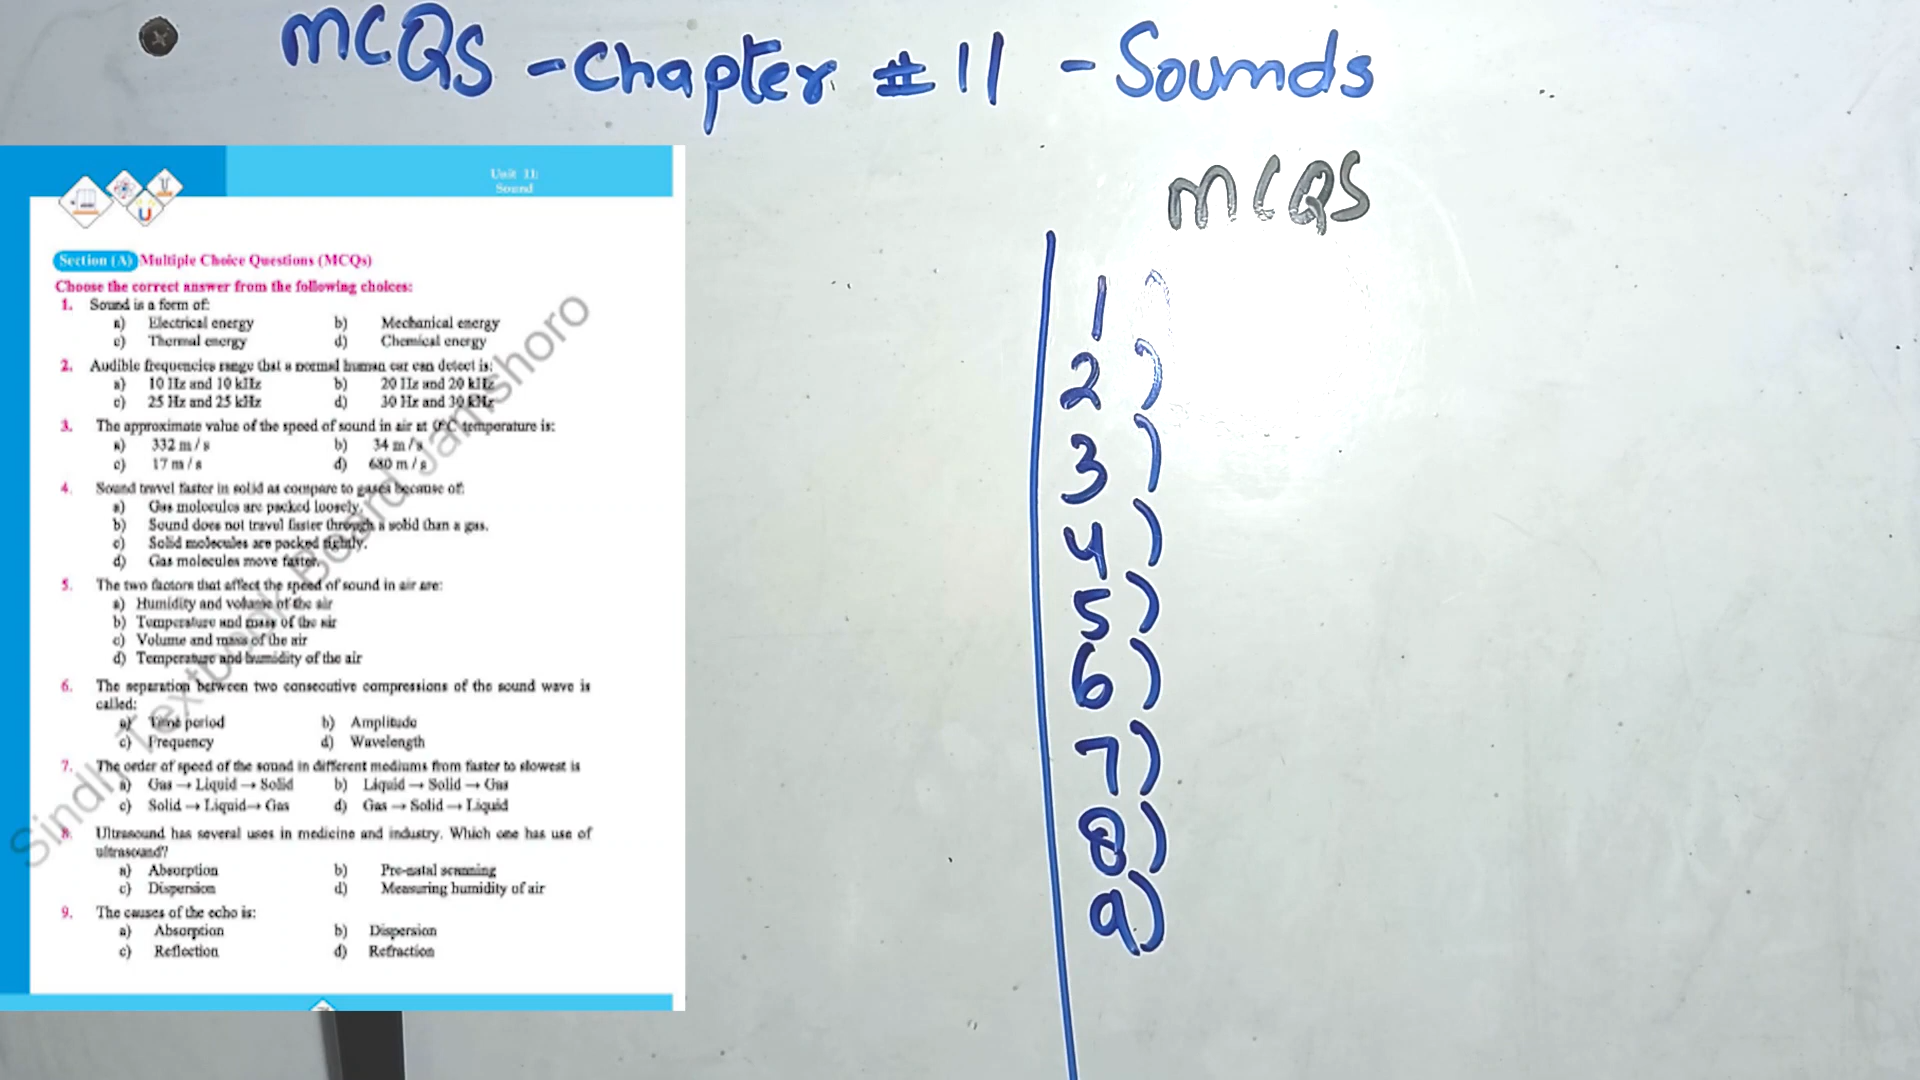 MCQS - Chapter # 11 - Sounds
MCQS
1
2)
3)
4)
5)
6)
7)
8)
9)
Unit 11:
Sound
Section (A) Multiple Choice Questions (MCQs)
Choose the correct answer from the following choices:
1. Sound is a form of:
a) Electrical energy b) Mechanical energy
c) Thermal energy d) Chemical energy
2. Audible frequencies range that a normal human ear can detect is:
a) 10 Hz and 10 kHz b) 20 Hz and 20 kHz
c) 25 Hz and 25 kHz d) 30 Hz and 30 kHz
3. The approximate value of the speed of sound in air at 0°C temperature is:
a) 332 m / s b) 34 m / s
c) 17 m / s d) 680 m / s
4. Sound travel faster in solid as compare to gases because of:
a) Gas molecules are packed loosely.
b) Sound does not travel faster through a solid than a gas.
c) Solid molecules are packed tightly.
d) Gas molecules move faster.
5. The two factors that affect the speed of sound in air are:
a) Humidity and volume of the air
b) Temperature and mass of the air
c) Volume and mass of the air
d) Temperature and humidity of the air
6. The separation between two consecutive compressions of the sound wave is
called:
a) Time period b) Amplitude
c) Frequency d) Wavelength
7. The order of speed of the sound in different mediums from faster to slowest is
a) Gas → Liquid → Solid b) Liquid → Solid → Gas
c) Solid → Liquid → Gas d) Gas → Solid → Liquid
8. Ultrasound has several uses in medicine and industry. Which one has use of
ultrasound?
a) Absorption b) Pre-natal scanning
c) Dispersion d) Measuring humidity of air
9. The causes of the echo is:
a) Absorption b) Dispersion
c) Reflection d) Refraction
Sindh Textbook Board Jamshoro